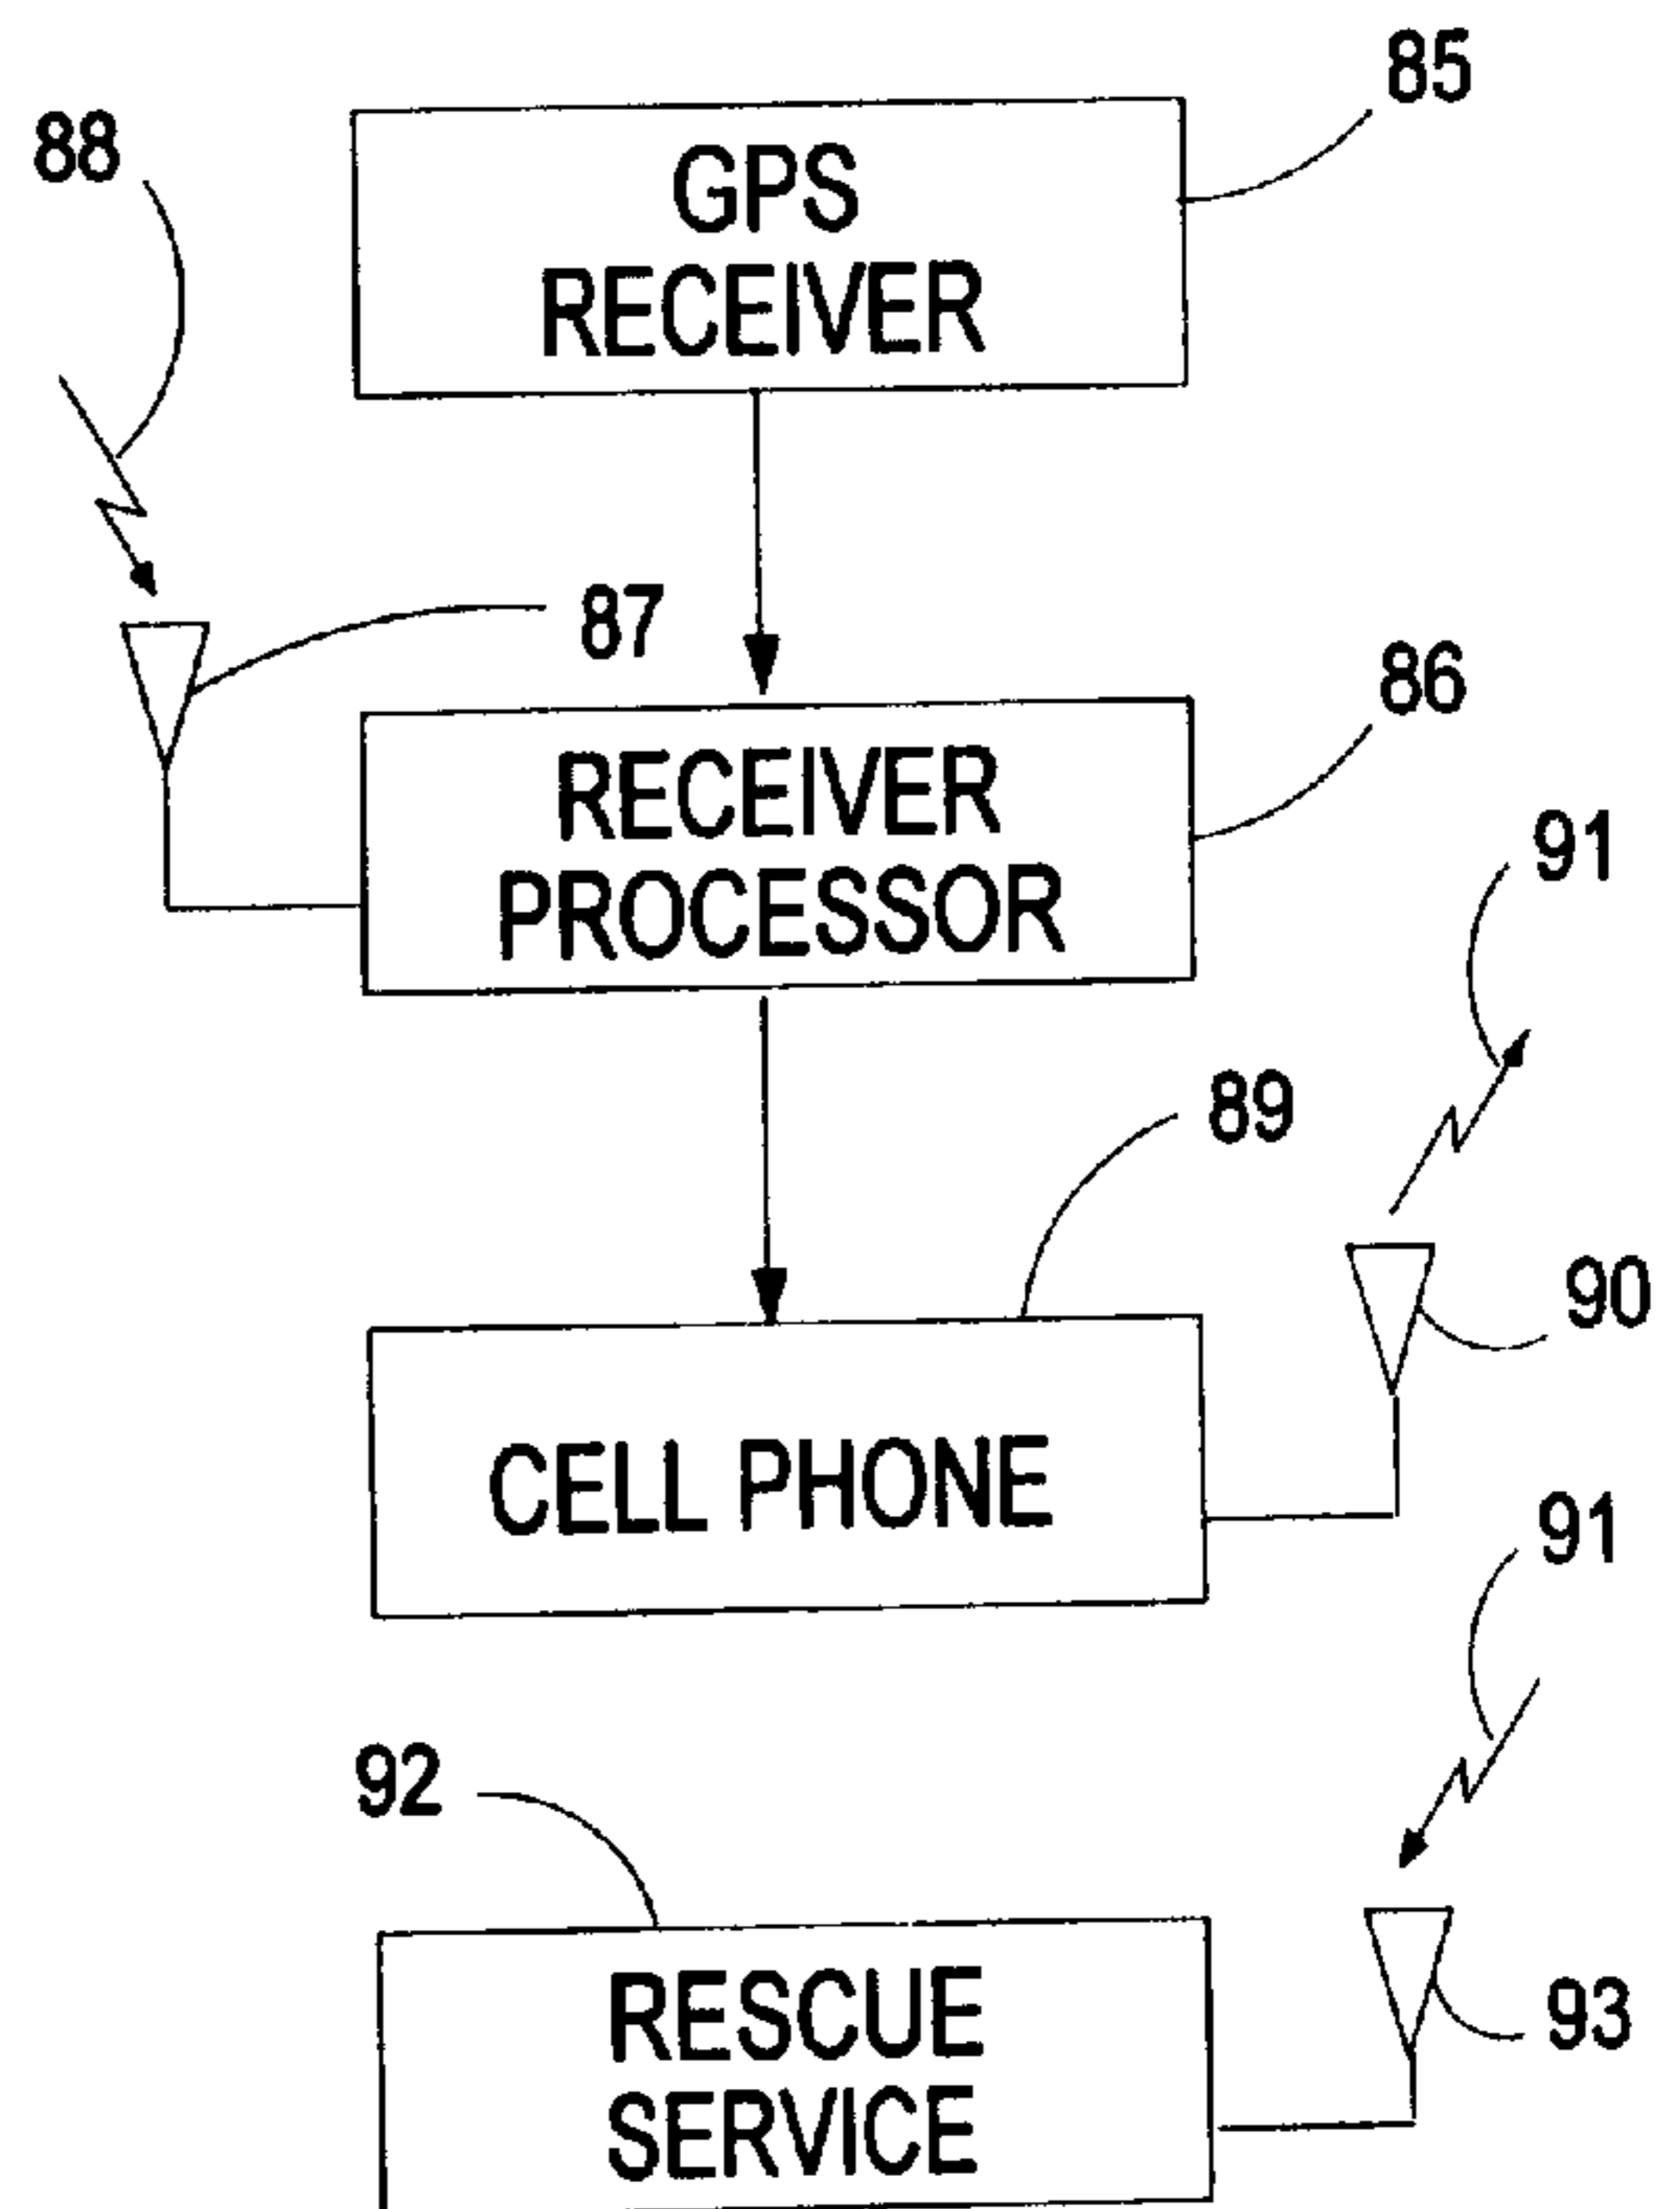 85
88
GPS
RECEIVER
87
86
RECEIVER
PROCESSOR
91
89
90
CELL PHONE
91
92
RESCUE
SERVICE
93